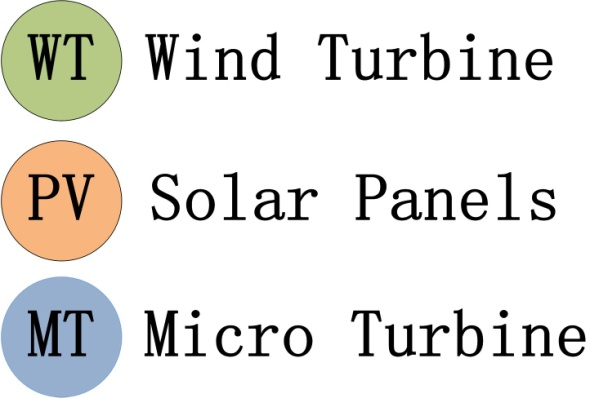 WT Wind Turbine
PV Solar Panels
MT Micro Turbine